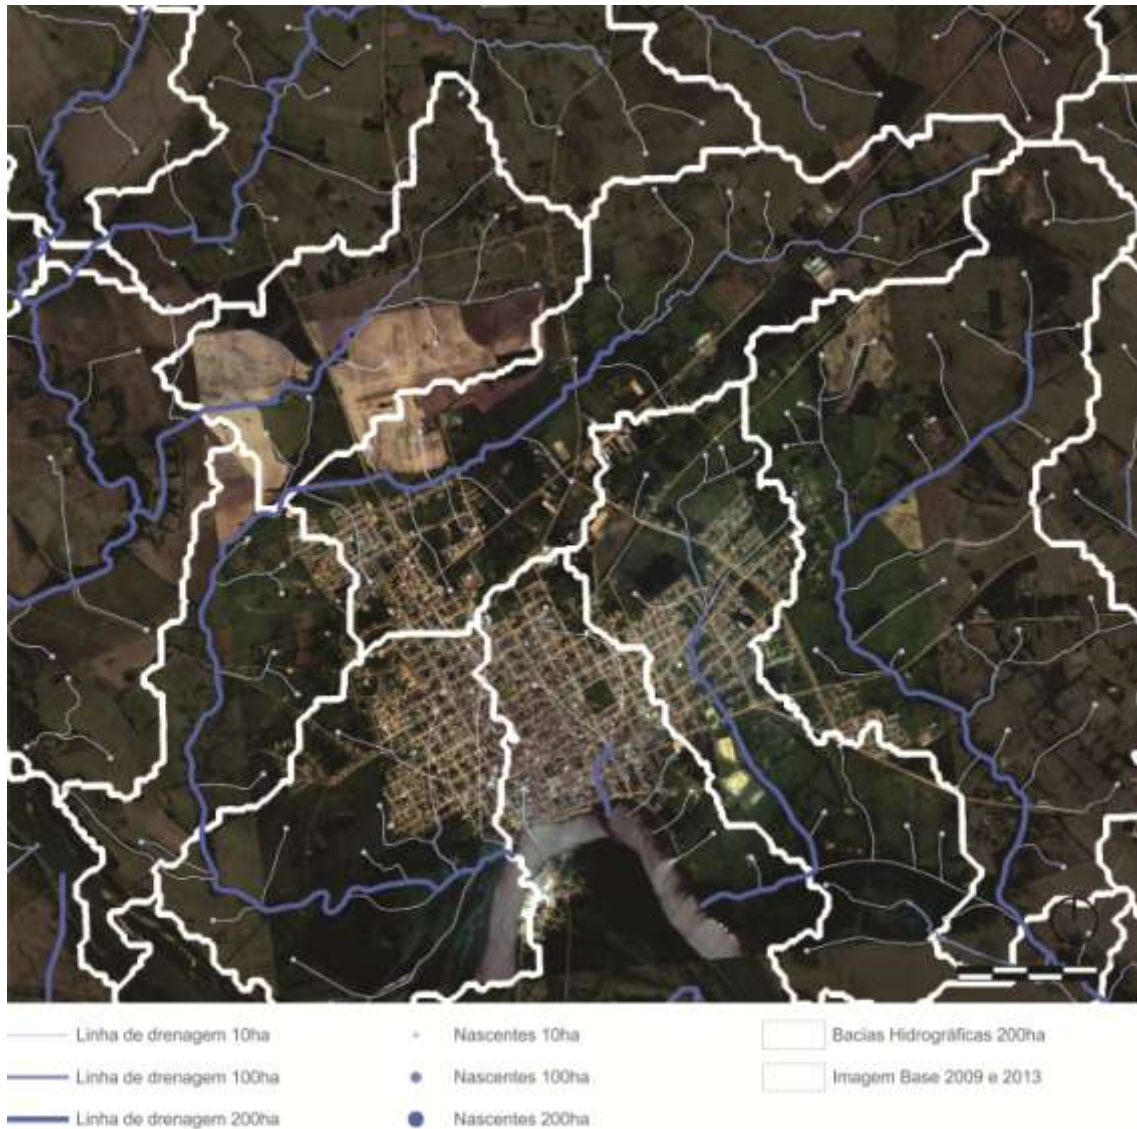 Linha de drenagem 10ha
Nascentes 10ha
Bacias Hidrográficas 200ha
Linha de drenagem 100ha
Nascentes 100ha
Imagem Base 2009 e 2013
Linha de drenagem 200ha
Nascentes 200ha